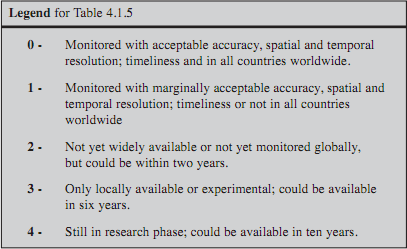 Legend for Table 4.1.5
0 - Monitored with acceptable accuracy, spatial and temporal
resolution; timeliness and in all countries worldwide.
1 - Monitored with marginally acceptable accuracy, spatial and
temporal resolution; timeliness or not in all countries
worldwide
2 - Not yet widely available or not yet monitored globally,
but could be within two years.
3 - Only locally available or experimental; could be available
in six years.
4 - Still in research phase; could be available in ten years.